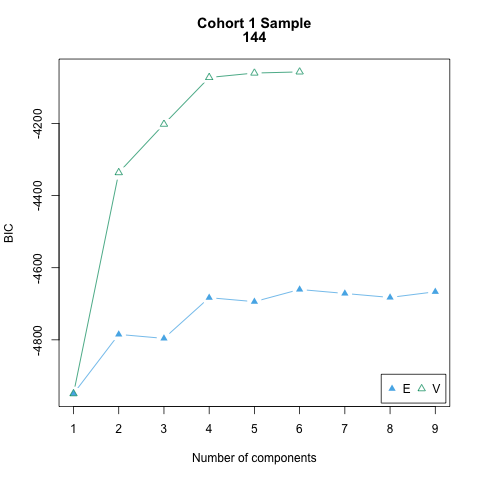 Cohort 1 Sample
144
BIC
-4200
-4400
-4600
-4800
E
V
1 2 3 4 5 6 7 8 9
Number of components